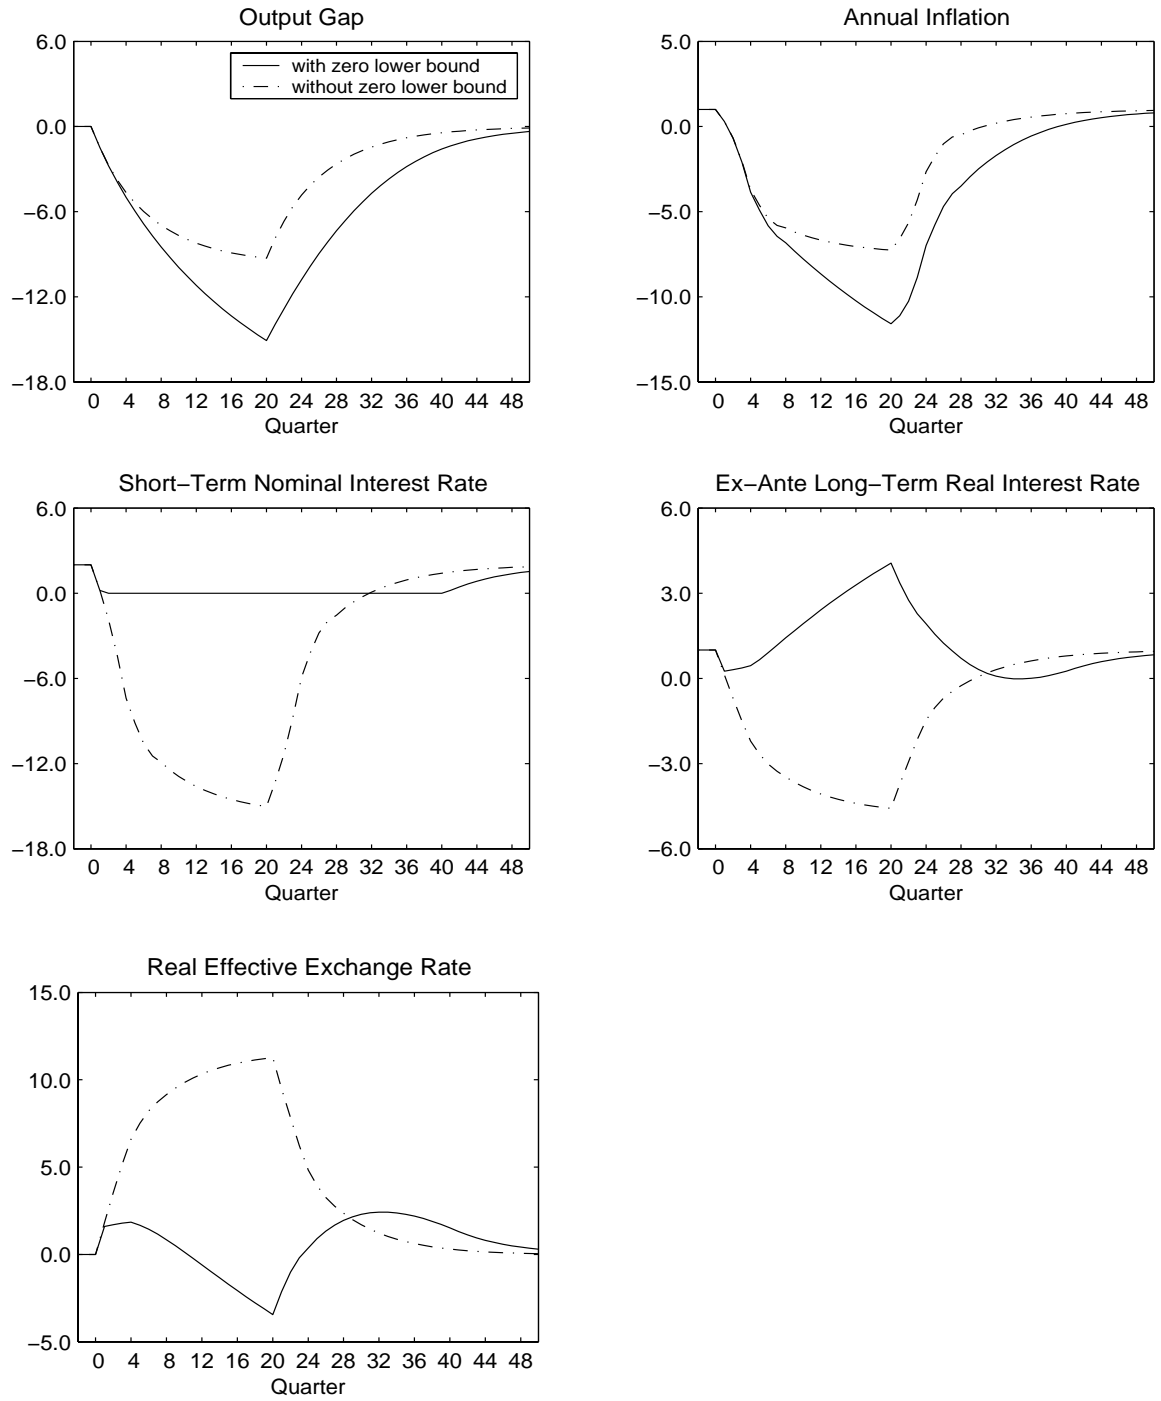 Output Gap
6.0
0.0
−6.0
−12.0
−18.0
with zero lower bound
without zero lower bound
0 4 8 12 16 20 24 28 32 36 40 44 48
Quarter
Annual Inflation
5.0
0.0
−5.0
−10.0
−15.0
0 4 8 12 16 20 24 28 32 36 40 44 48
Quarter
Short−Term Nominal Interest Rate
6.0
0.0
−6.0
−12.0
−18.0
0 4 8 12 16 20 24 28 32 36 40 44 48
Quarter
Ex−Ante Long−Term Real Interest Rate
6.0
3.0
0.0
−3.0
−6.0
0 4 8 12 16 20 24 28 32 36 40 44 48
Quarter
Real Effective Exchange Rate
15.0
10.0
5.0
0.0
−5.0
0 4 8 12 16 20 24 28 32 36 40 44 48
Quarter